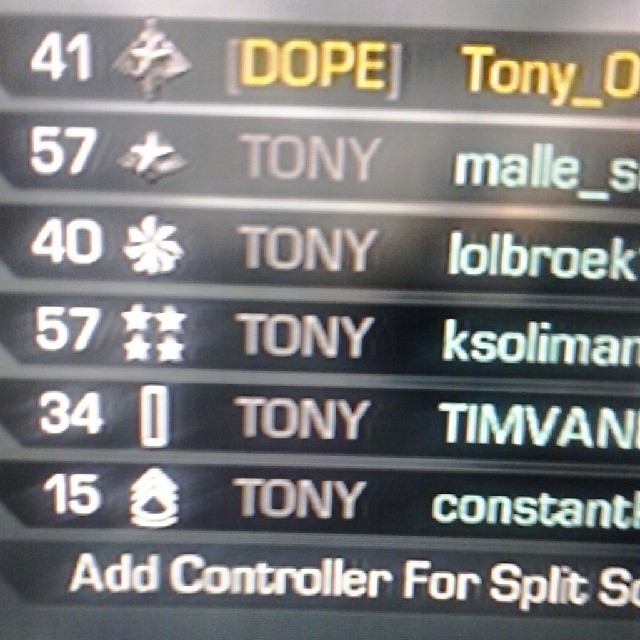 41 [DOPE] Tony_O
57 TONY malle_s
40 TONY lolbroek
57 TONY ksoliman
34 TONY TIMVAN
15 TONY constant
Add Controller For Split Sc